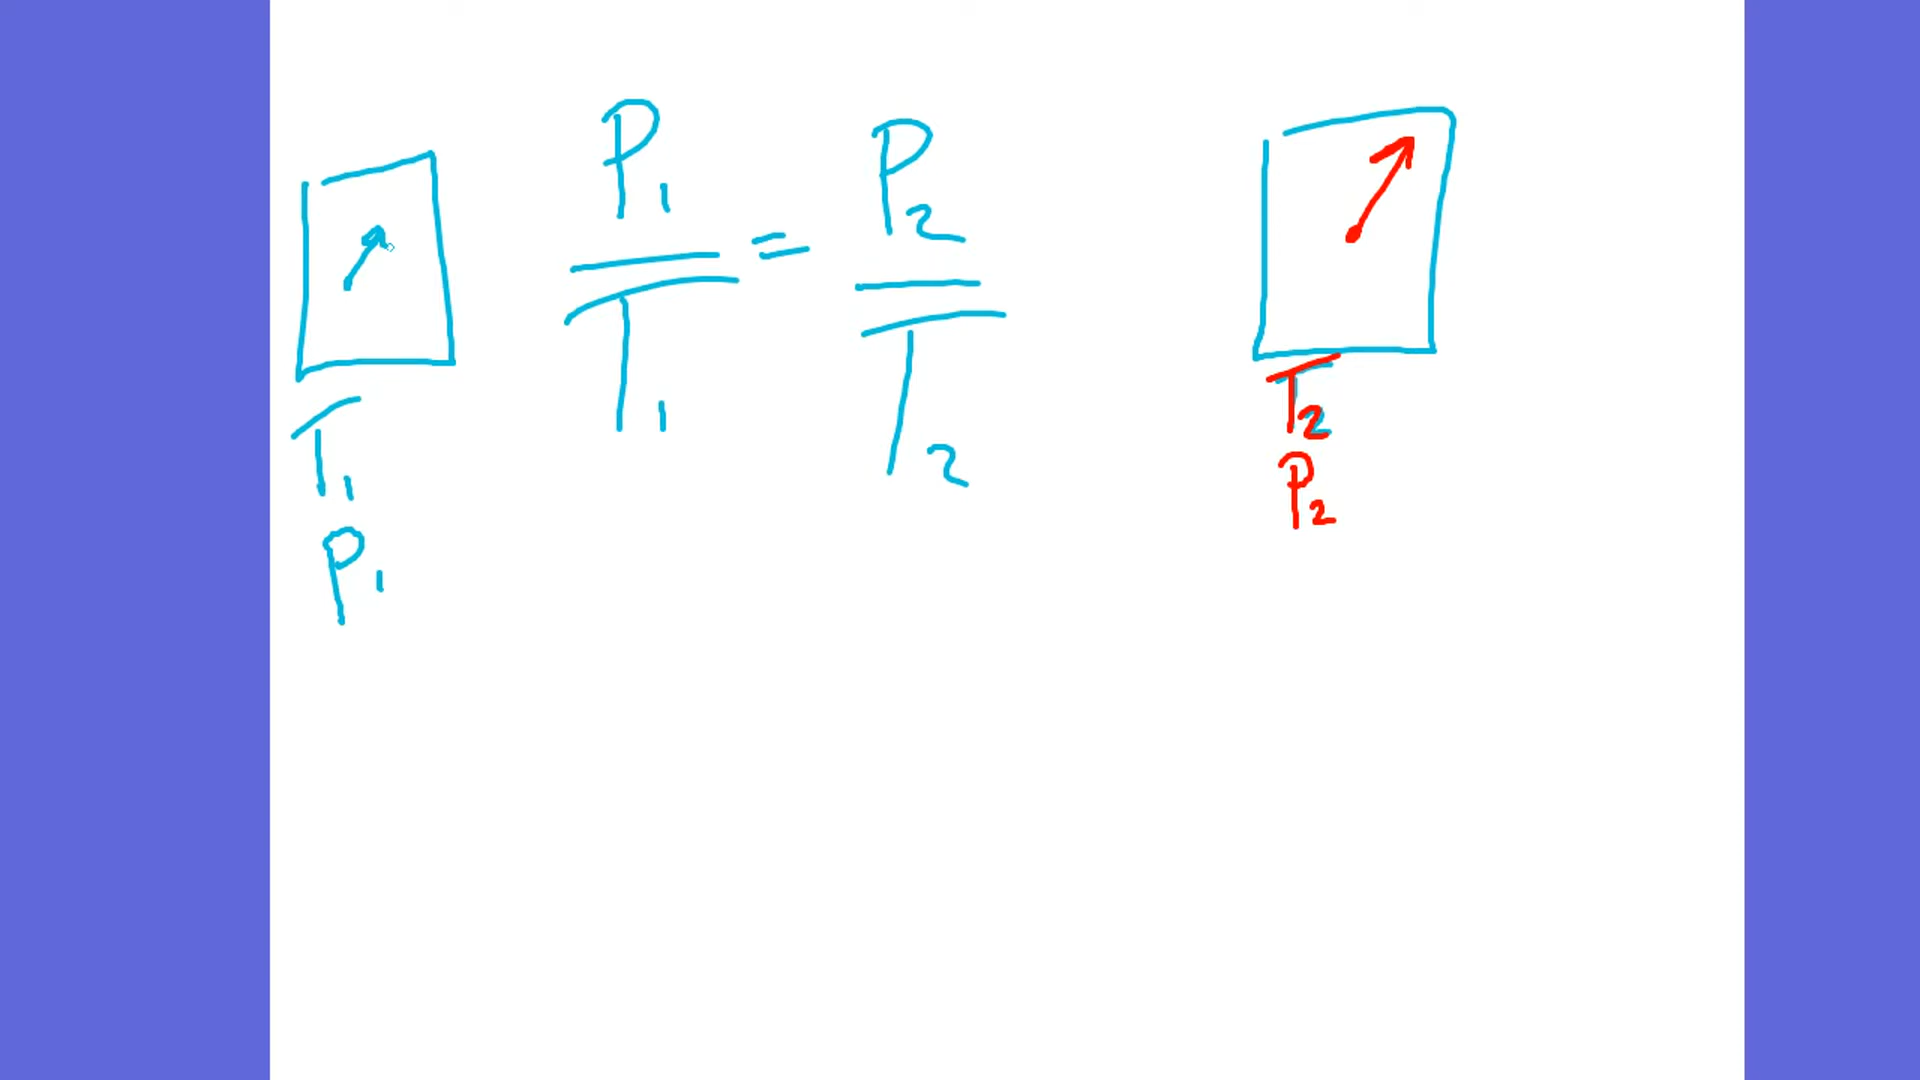 P1 / T1 = P2 / T2
T1
P1
T2
P2